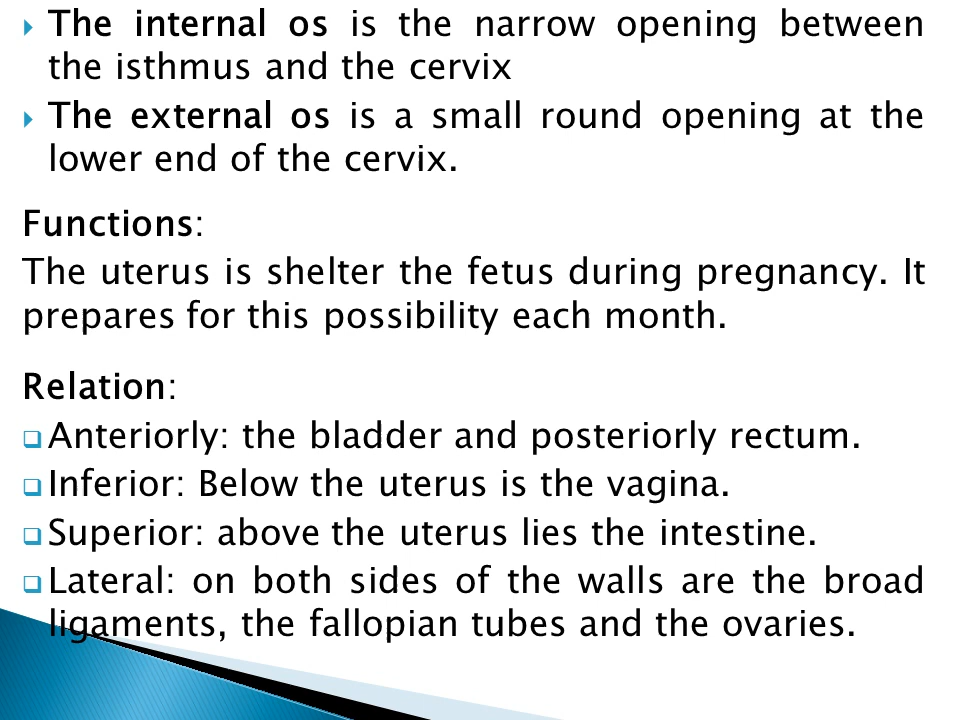 The internal os is the narrow opening between
the isthmus and the cervix
The external os is a small round opening at the
lower end of the cervix.
Functions:
The uterus is shelter the fetus during pregnancy. It
prepares for this possibility each month.
Relation:
Anteriorly: the bladder and posteriorly rectum.
Inferior: Below the uterus is the vagina.
Superior: above the uterus lies the intestine.
Lateral: on both sides of the walls are the broad
ligaments, the fallopian tubes and the ovaries.